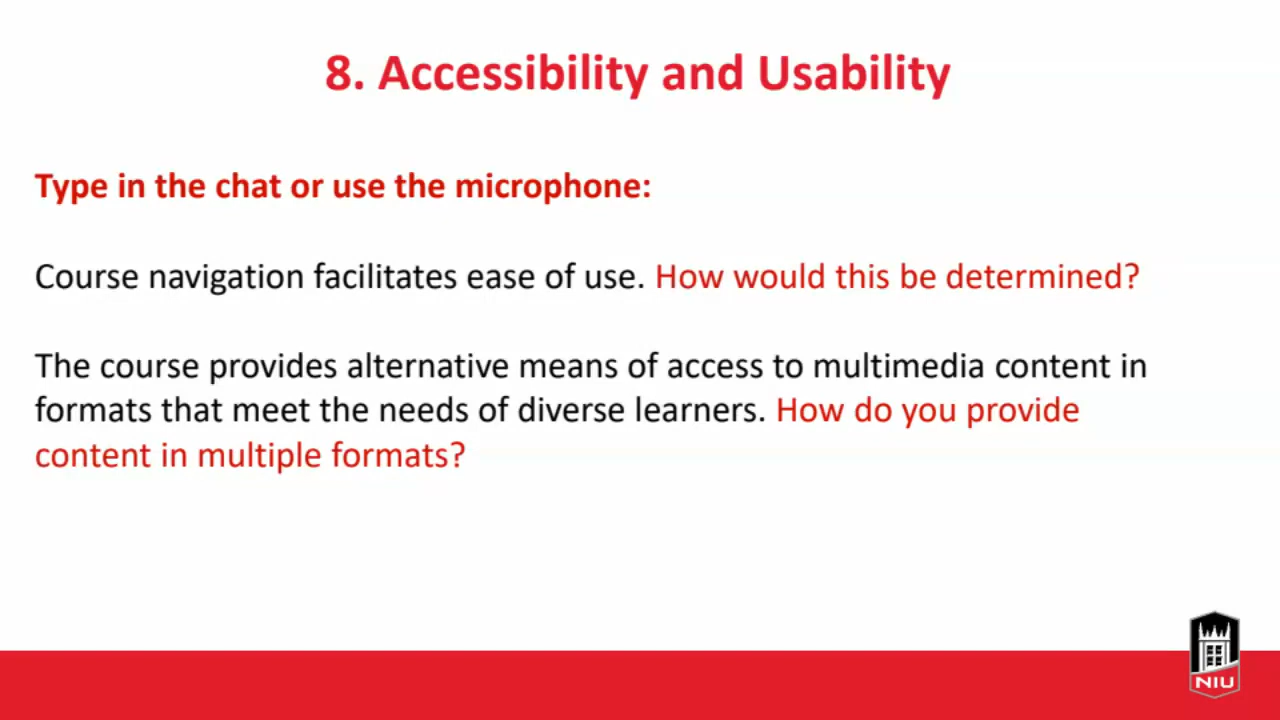 8. Accessibility and Usability
Type in the chat or use the microphone:
Course navigation facilitates ease of use. How would this be determined?
The course provides alternative means of access to multimedia content in
formats that meet the needs of diverse learners. How do you provide
content in multiple formats?
NIU